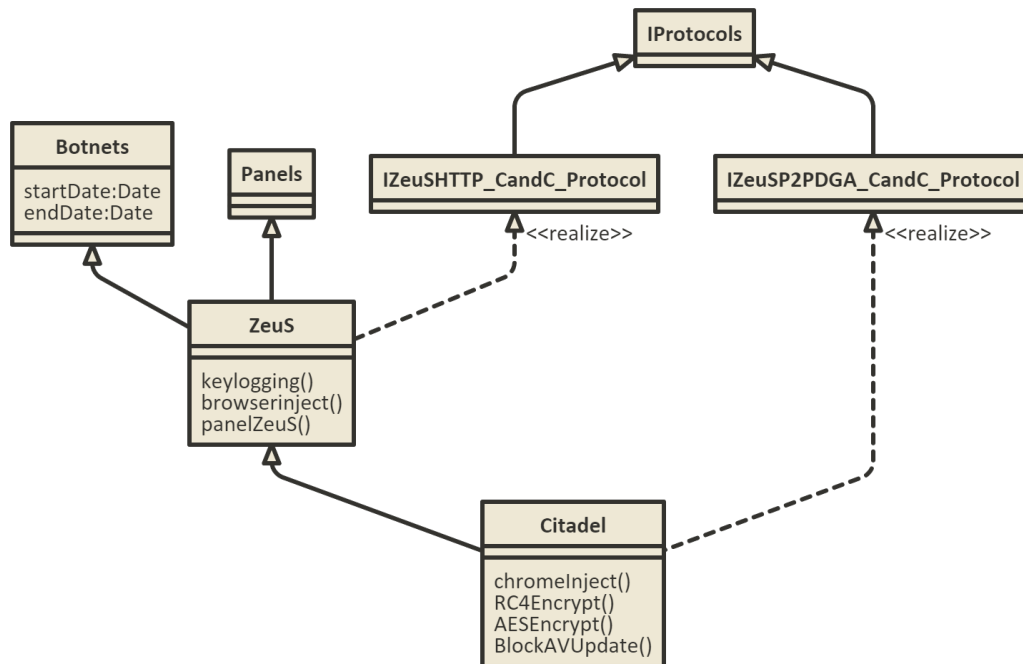 IProtocols
Botnets
startDate:Date
endDate:Date
Panels
IZeuSHTTP_CandC_Protocol
IZeuSP2PDGA_CandC_Protocol
<<realize>>
<<realize>>
ZeuS
keylogging()
browserinject()
panelZeuS()
Citadel
chromeInject()
RC4Encrypt()
AESEncrypt()
BlockAVUpdate()